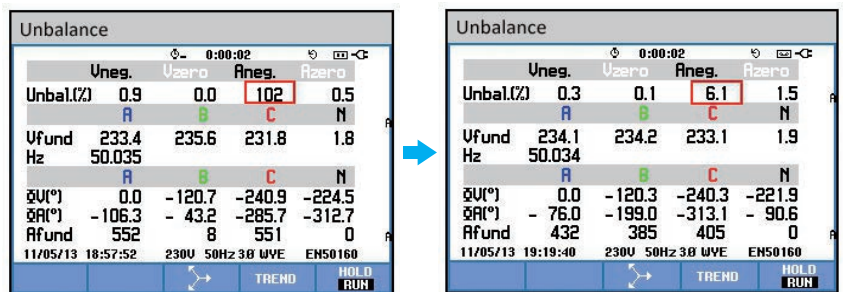 Unbalance
0:00:02
Vneg. Vzero Aneg. Azero
Unbal.(%) 0.9 0.0 102 0.5
A B C N
A
Vfund 233.4 235.6 231.8 1.8
Hz 50.035
A B C N
ΦV(°) 0.0 -120.7 -240.9 -224.5
ΦA(°) -106.3 - 43.2 -285.7 -312.7
Afund 552 8 551 0
A
11/05/13 18:57:52 230V 50Hz 3Ø WYE EN50160
TREND HOLD
RUN
Unbalance
0:00:02
Vneg. Vzero Aneg. Azero
Unbal.(%) 0.3 0.1 6.1 1.5
A B C N
A
Vfund 234.1 234.2 233.1 1.9
Hz 50.034
A B C N
ΦV(°) 0.0 -120.3 -240.3 -221.9
ΦA(°) - 76.0 -199.0 -313.1 - 90.6
Afund 432 385 405 0
A
11/05/13 19:19:40 230V 50Hz 3Ø WYE EN50160
TREND HOLD
RUN